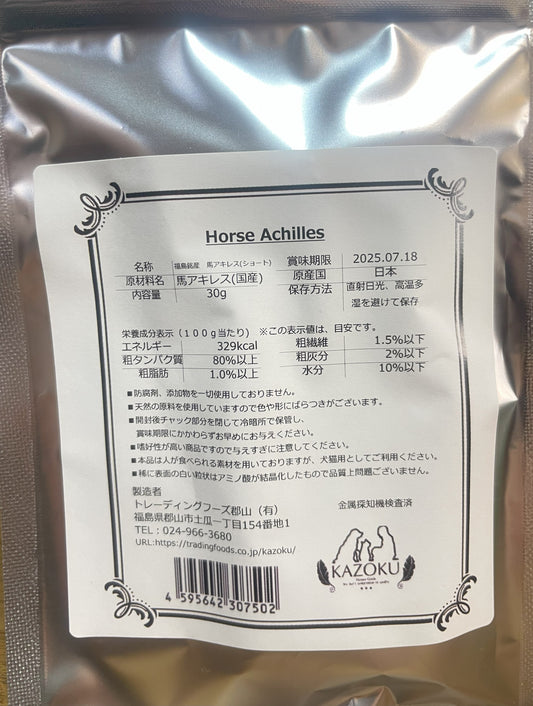 Horse Achilles
名称 福島銘産 馬アキレス(ショート) 賞味期限 2025.07.18
原材料名 馬アキレス(国産) 原産国 日本
内容量 30g 保存方法 直射日光、高温多
湿を避けて保存
栄養成分表示(100g当たり) ※この表示値は、目安です。
エネルギー 329kcal 粗繊維 1.5%以下
粗タンパク質 80%以上 粗灰分 2%以下
粗脂肪 1.0%以下 水分 10%以下
■防腐剤、添加物を一切使用しておりません。
■天然の原料を使用していますので色や形にばらつきがございます。
■開封後チャック部分を閉じて冷暗所で保管し、
賞味期限にかかわらずお早めにお与えください。
■嗜好性が高い商品ですので与えすぎに注意してください。
■本品は人が食べられる素材を用いておりますが、犬猫用としてご利用ください。
■稀に表面の白い粒状はアミノ酸が結晶化したもので品質上問題ございません。
製造者
トレーディングフーズ郡山(有)
福島県郡山市土瓜一丁目154番地1
TEL:024-966-3680
URL:https://tradingfoods.co.jp/kazoku/
金属探知機検査済
KAZOKU
4 595642 307502